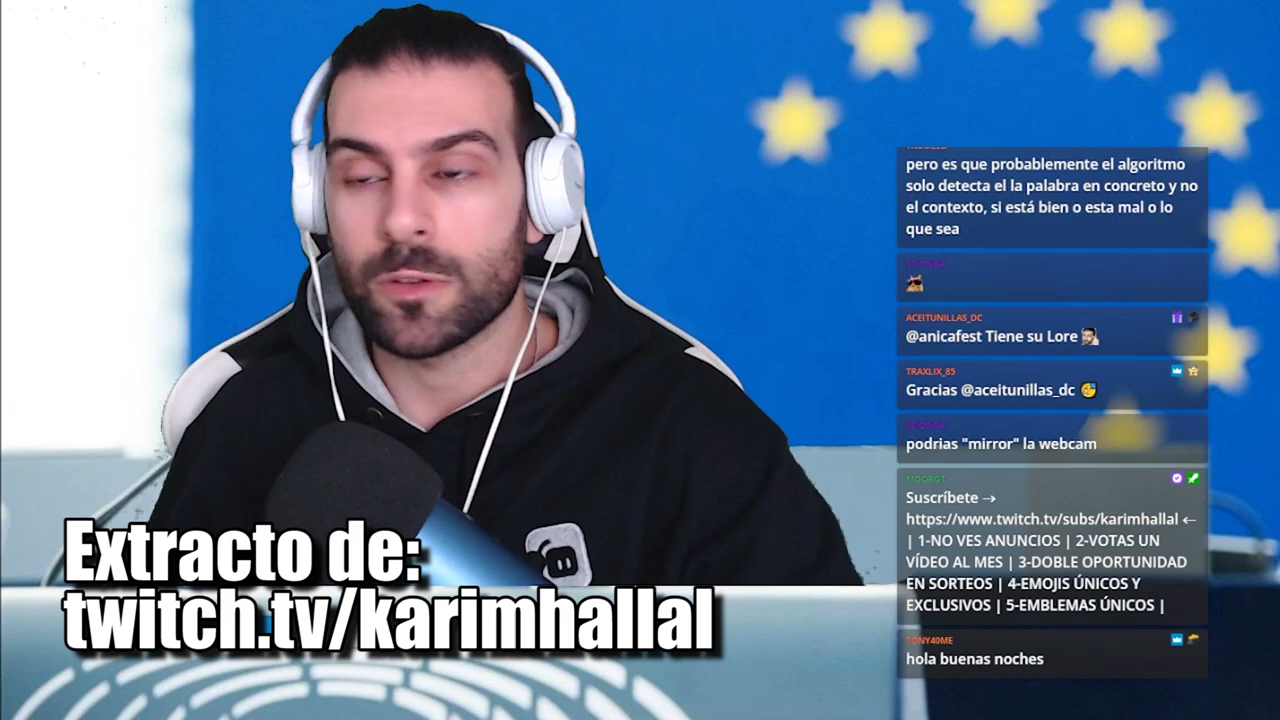 pero es que probablemente el algoritmo
solo detecta el la palabra en concreto y no
el contexto, si está bien o esta mal o lo
que sea
ACEITUNILLAS_DC
@anicafest Tiene su Lore
TRAXLIX_85
Gracias @aceitunillas_dc
podrias "mirror" la webcam
MOOBOT
Suscríbete →
https://www.twitch.tv/subs/karimhallal ←
| 1-NO VES ANUNCIOS | 2-VOTAS UN
VÍDEO AL MES | 3-DOBLE OPORTUNIDAD
EN SORTEOS | 4-EMOJIS ÚNICOS Y
EXCLUSIVOS | 5-EMBLEMAS ÚNICOS |
TONY40ME
hola buenas noches
Extracto de:
twitch.tv/karimhallal